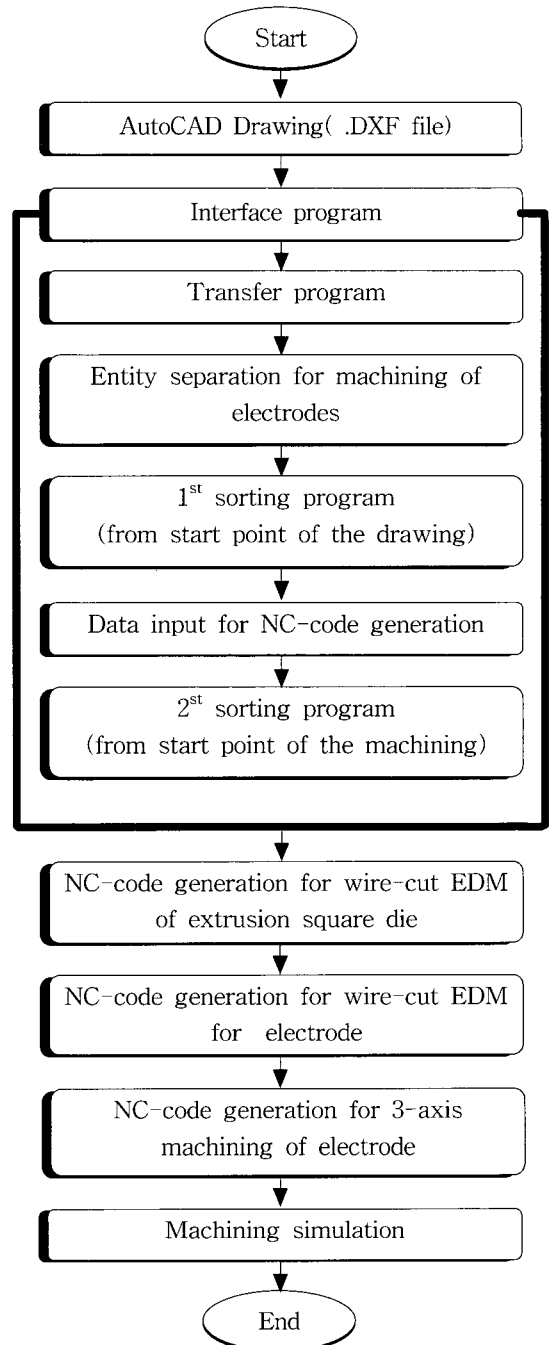 Start
AutoCAD Drawing( .DXF file)
Interface program
Transfer program
Entity separation for machining of
electrodes
1st sorting program
(from start point of the drawing)
Data input for NC-code generation
2st sorting program
(from start point of the machining)
NC-code generation for wire-cut EDM
of extrusion square die
NC-code generation for wire-cut EDM
for electrode
NC-code generation for 3-axis
machining of electrode
Machining simulation
End